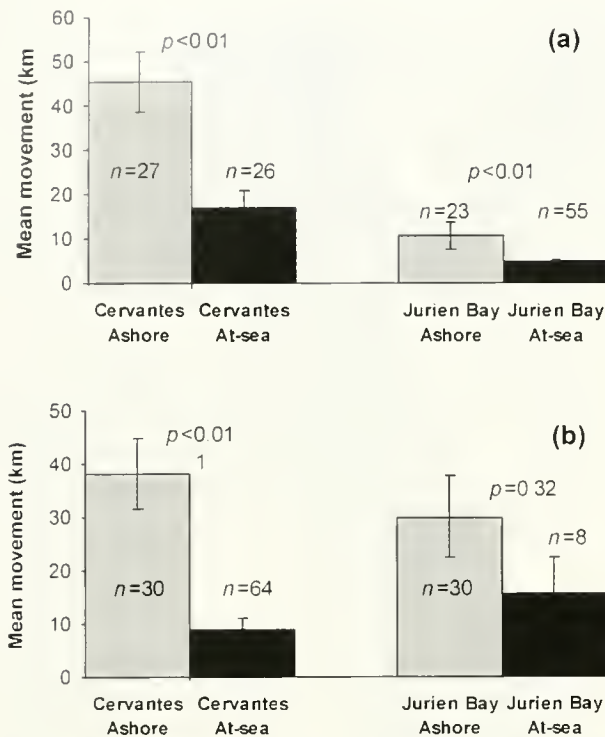 (a)
Mean movement (km
60
50
40
30
20
10
0
p<0 01
n=27
n=26
p<0.01
n=23
n=55
Cervantes Ashore
Cervantes At-sea
Jurien Bay Ashore
Jurien Bay At-sea
(b)
Mean movement (km)
50
40
30
20
10
0
p<0.01
1
n=30
n=64
p=0 32
n=30
n=8
Cervantes Ashore
Cervantes At-sea
Jurien Bay Ashore
Jurien Bay At-sea